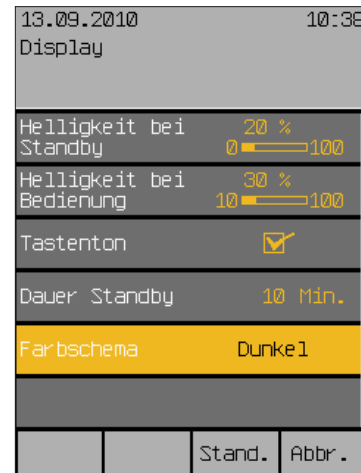 13.09.2010 10:38
Display
Helligkeit bei 20 %
Standby 0 100
Helligkeit bei 30 %
Bedienung 10 100
Tastenton
Dauer Standby 10 Min.
Farbschema Dunkel
Stand. Abbr.